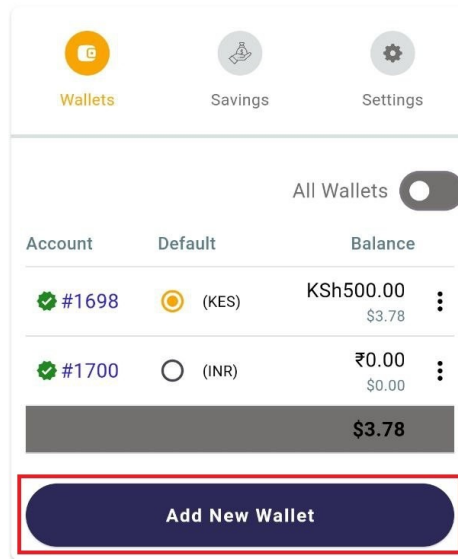 Wallets Savings Settings
All Wallets
Account Default Balance
#1698 (KES) KSh500.00
$3.78
#1700 (INR) ₹0.00
$0.00
$3.78
Add New Wallet